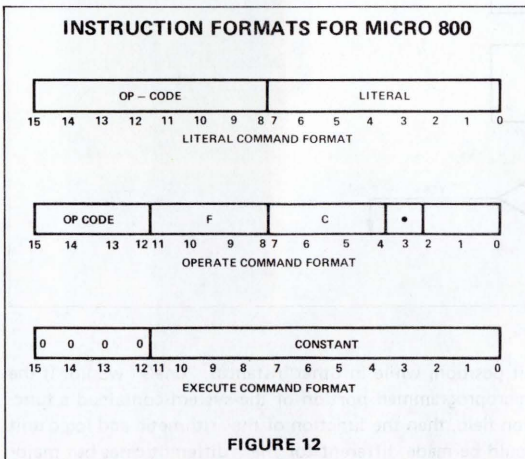 INSTRUCTION FORMATS FOR MICRO 800
OP – CODE LITERAL
15 14 13 12 11 10 9 8 7 6 5 4 3 2 1 0
LITERAL COMMAND FORMAT
OP CODE F C •
15 14 13 12 11 10 9 8 7 6 5 4 3 2 1 0
OPERATE COMMAND FORMAT
0 0 0 0 CONSTANT
15 14 13 12 11 10 9 8 7 6 5 4 3 2 1 0
EXECUTE COMMAND FORMAT
FIGURE 12